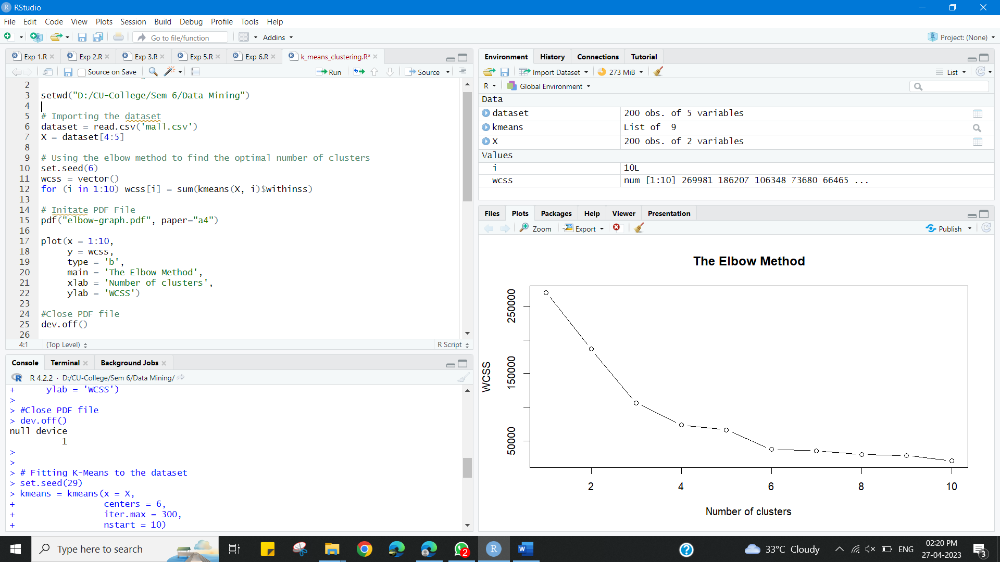 RStudio
File Edit Code View Plots Session Build Debug Profile Tools Help
Go to file/function Addins Project: (None)
Exp 1.R Exp 2.R Exp 3.R Exp 5.R Exp 6.R k_means_clustering.R*
Source on Save Run Source
2
3 setwd("D:/CU-College/Sem 6/Data Mining")
4
5 # Importing the dataset
6 dataset = read.csv('mall.csv')
7 X = dataset[4:5]
8
9 # Using the elbow method to find the optimal number of clusters
10 set.seed(6)
11 wcss = vector()
12 for (i in 1:10) wcss[i] = sum(kmeans(X, i)$withinss)
13
14 # Initate PDF File
15 pdf("elbow-graph.pdf", paper="a4")
16
17 plot(x = 1:10,
18 y = wcss,
19 type = 'b',
20 main = 'The Elbow Method',
21 xlab = 'Number of clusters',
22 ylab = 'WCSS')
23
24 #Close PDF file
25 dev.off()
26
4:1 (Top Level) R Script
Console Terminal Background Jobs
R 4.2.2 · D:/CU-College/Sem 6/Data Mining/
+ ylab = 'WCSS')
>
> #Close PDF file
> dev.off()
null device
1
>
>
> # Fitting K-Means to the dataset
> set.seed(29)
> kmeans = kmeans(x = X,
+ centers = 6,
+ iter.max = 300,
+ nstart = 10)
Environment History Connections Tutorial
Import Dataset 273 MiB List
R Global Environment
Data
dataset 200 obs. of 5 variables
kmeans List of 9
X 200 obs. of 2 variables
Values
i 10L
wcss num [1:10] 269981 186207 106348 73680 66465 ...
Files Plots Packages Help Viewer Presentation
Zoom Export Publish
The Elbow Method
WCSS
250000
150000
50000
2 4 6 8 10
Number of clusters
Type here to search
2
R
W
33°C Cloudy
ENG
02:20 PM
27-04-2023
3